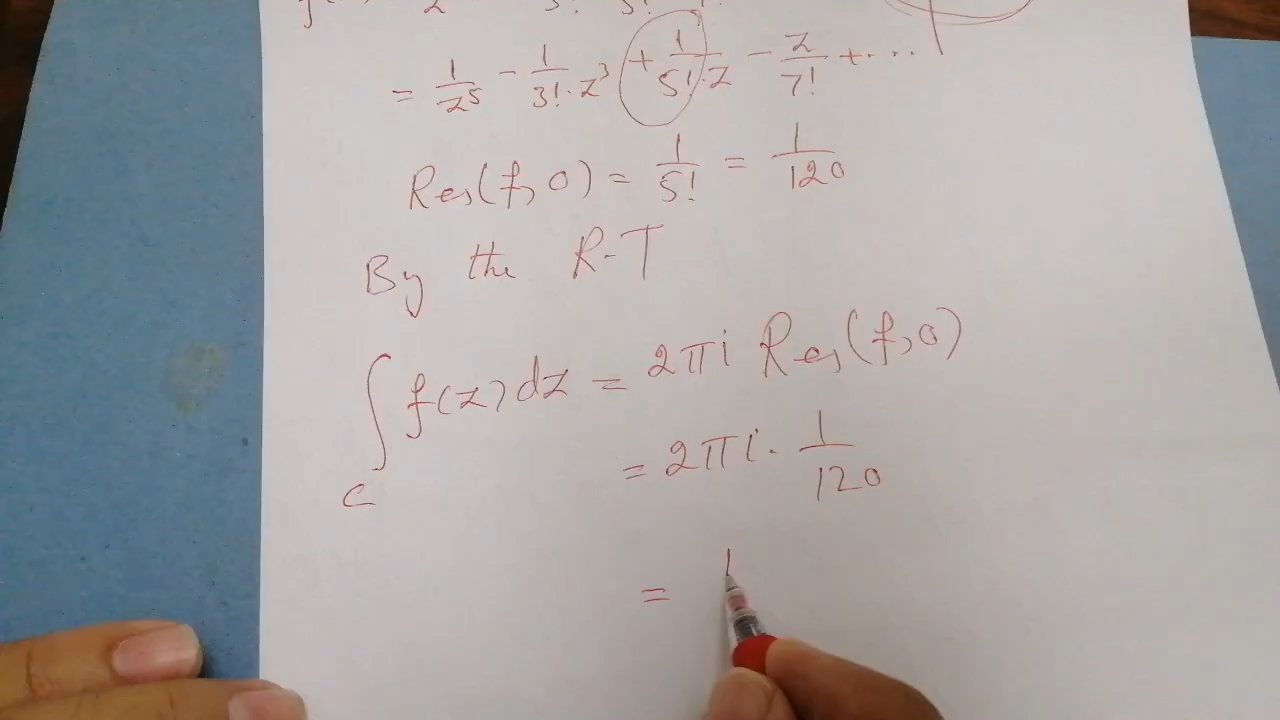 = 1/z⁵ - 1/3!·z³ + 1/5!·z - z/7! + ...
Res(f, 0) = 1/5! = 1/120
By the R-T
∫_C f(z) dz = 2πi Res(f, 0)
= 2πi · 1/120
=